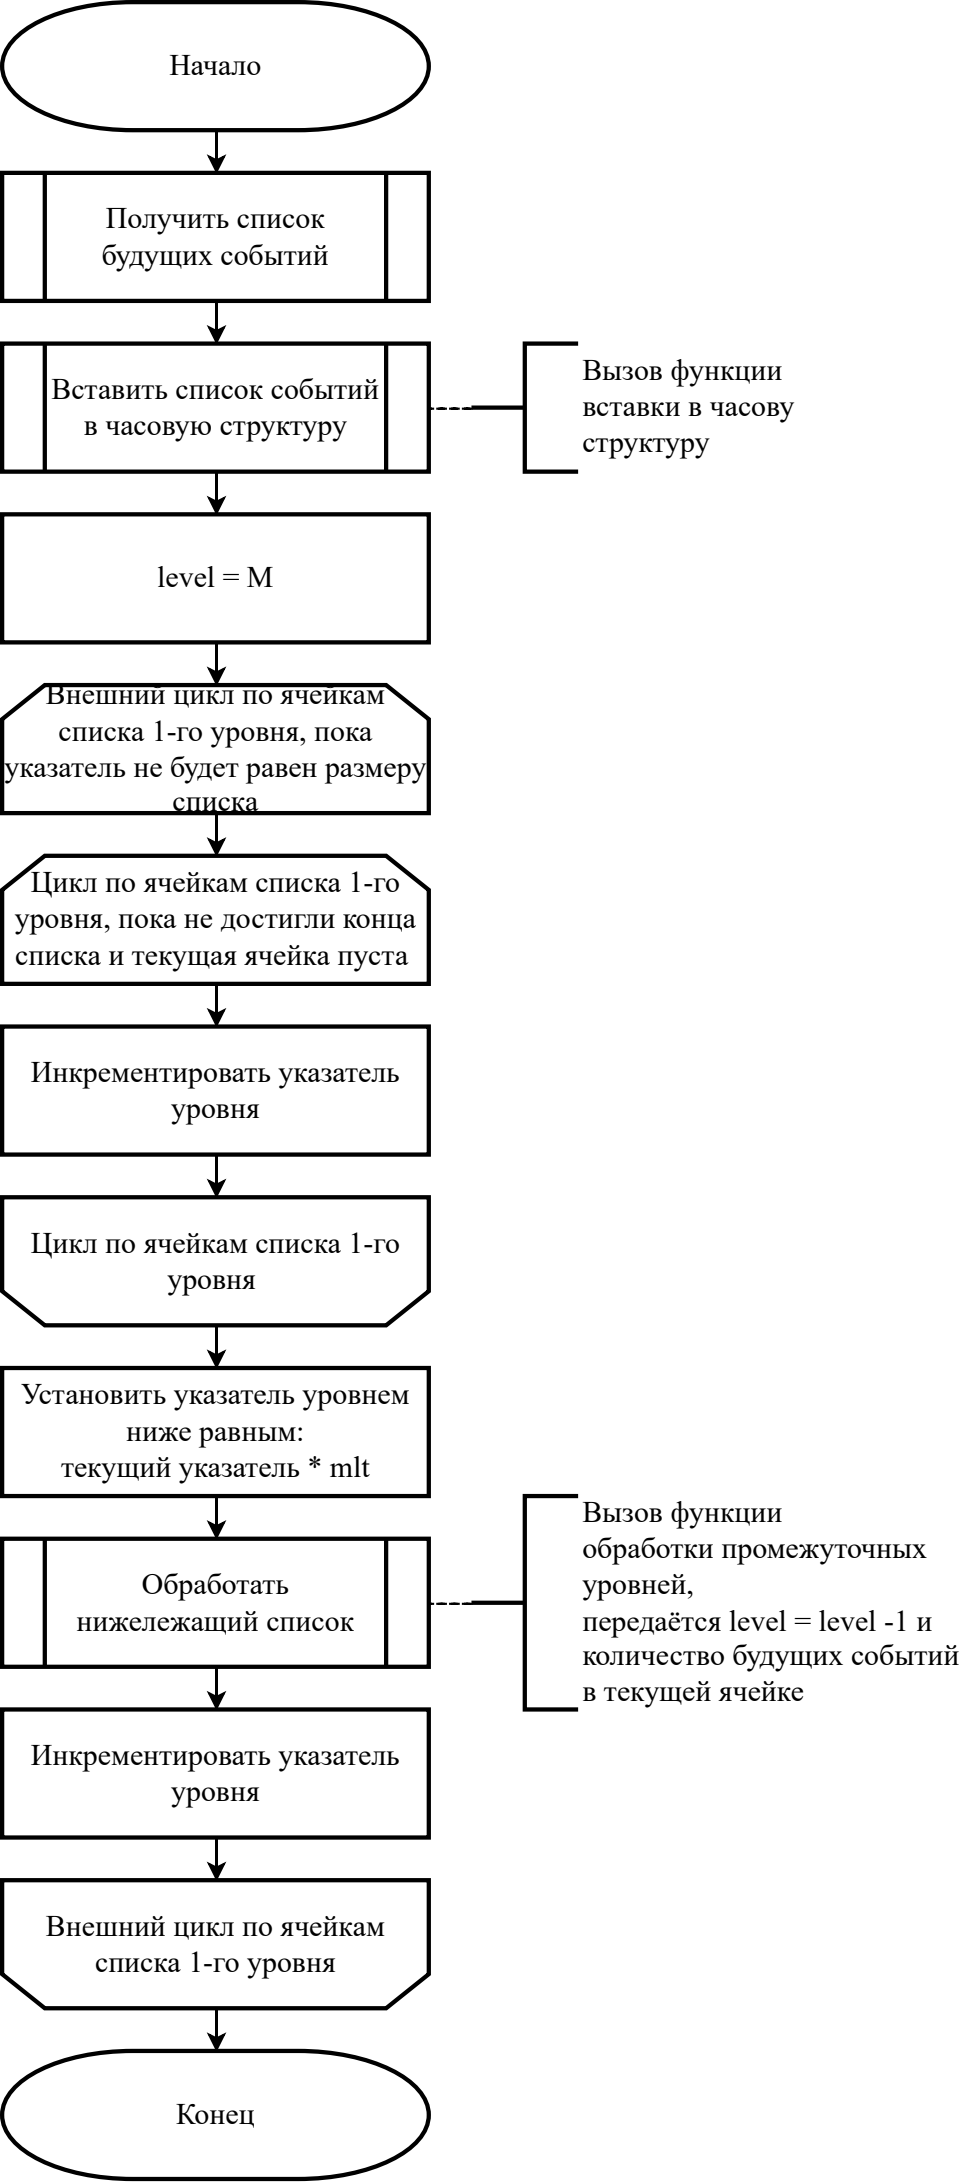 Начало
Получить список
будущих событий
Вставить список событий
в часовую структуру
Вызов функции
вставки в часову
структуру
level = M
Внешний цикл по ячейкам
списка 1-го уровня, пока
указатель не будет равен размеру
списка
Цикл по ячейкам списка 1-го
уровня, пока не достигли конца
списка и текущая ячейка пуста
Инкрементировать указатель
уровня
Цикл по ячейкам списка 1-го
уровня
Установить указатель уровнем
ниже равным:
текущий указатель * mlt
Обработать
нижележащий список
Вызов функции
обработки промежуточных
уровней,
передаётся level = level -1 и
количество будущих событий
в текущей ячейке
Инкрементировать указатель
уровня
Внешний цикл по ячейкам
списка 1-го уровня
Конец